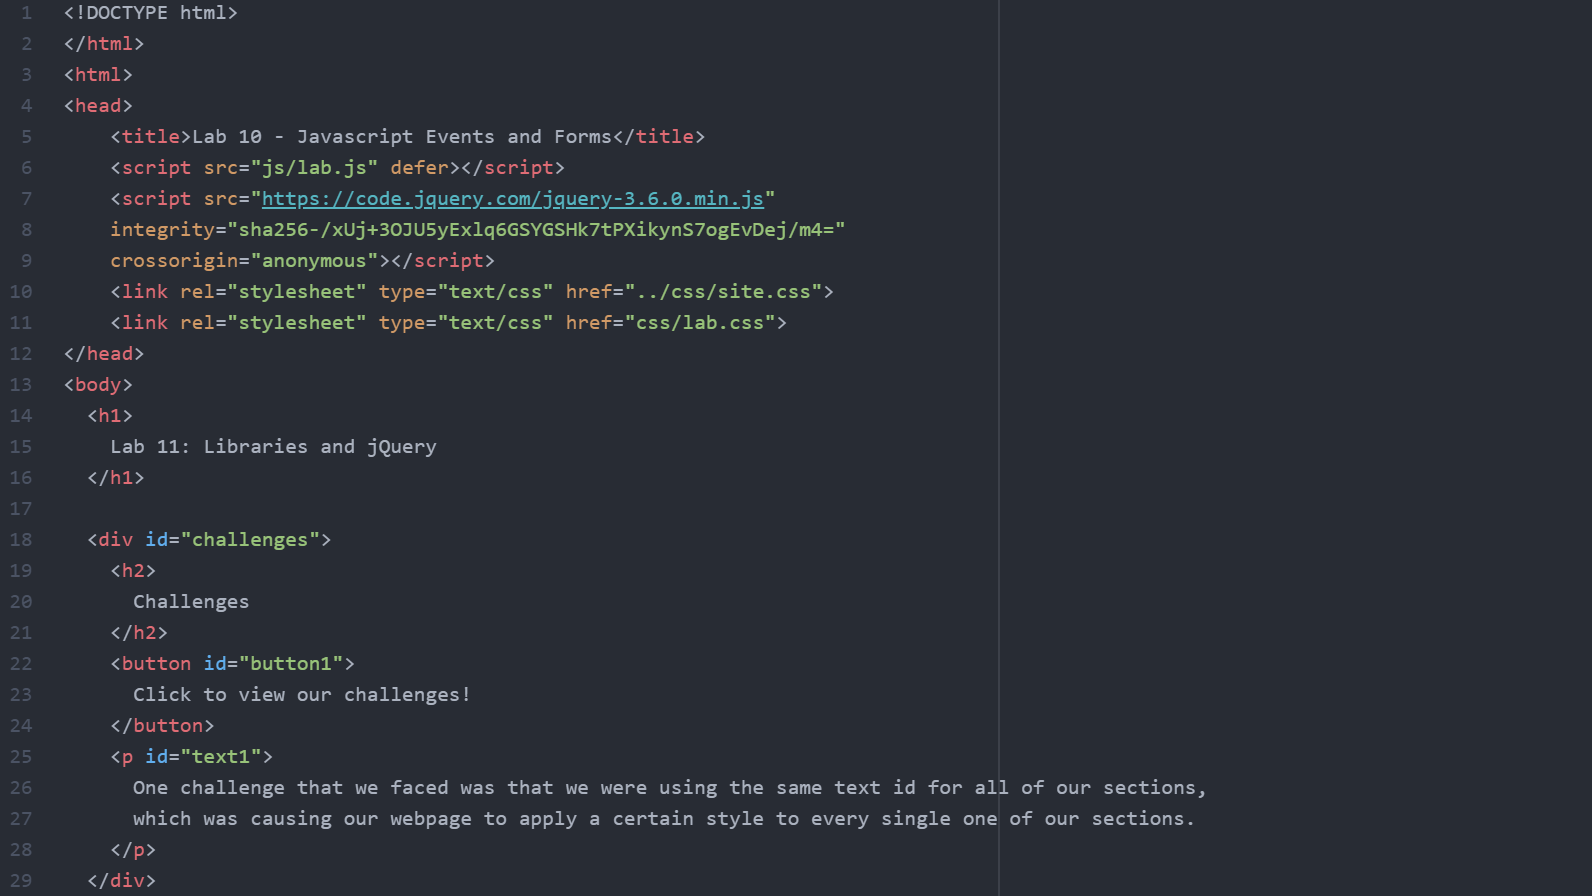 1 <!DOCTYPE html>
2 </html>
3 <html>
4 <head>
5     <title>Lab 10 - Javascript Events and Forms</title>
6     <script src="js/lab.js" defer></script>
7     <script src="https://code.jquery.com/jquery-3.6.0.min.js"
8     integrity="sha256-/xUj+3OJU5yExlq6GSYGSHk7tPXikynS7ogEvDej/m4="
9     crossorigin="anonymous"></script>
10     <link rel="stylesheet" type="text/css" href="../css/site.css">
11     <link rel="stylesheet" type="text/css" href="css/lab.css">
12 </head>
13 <body>
14   <h1>
15     Lab 11: Libraries and jQuery
16   </h1>
17
18   <div id="challenges">
19     <h2>
20       Challenges
21     </h2>
22     <button id="button1">
23       Click to view our challenges!
24     </button>
25     <p id="text1">
26       One challenge that we faced was that we were using the same text id for all of our sections,
27       which was causing our webpage to apply a certain style to every single one of our sections.
28     </p>
29   </div>